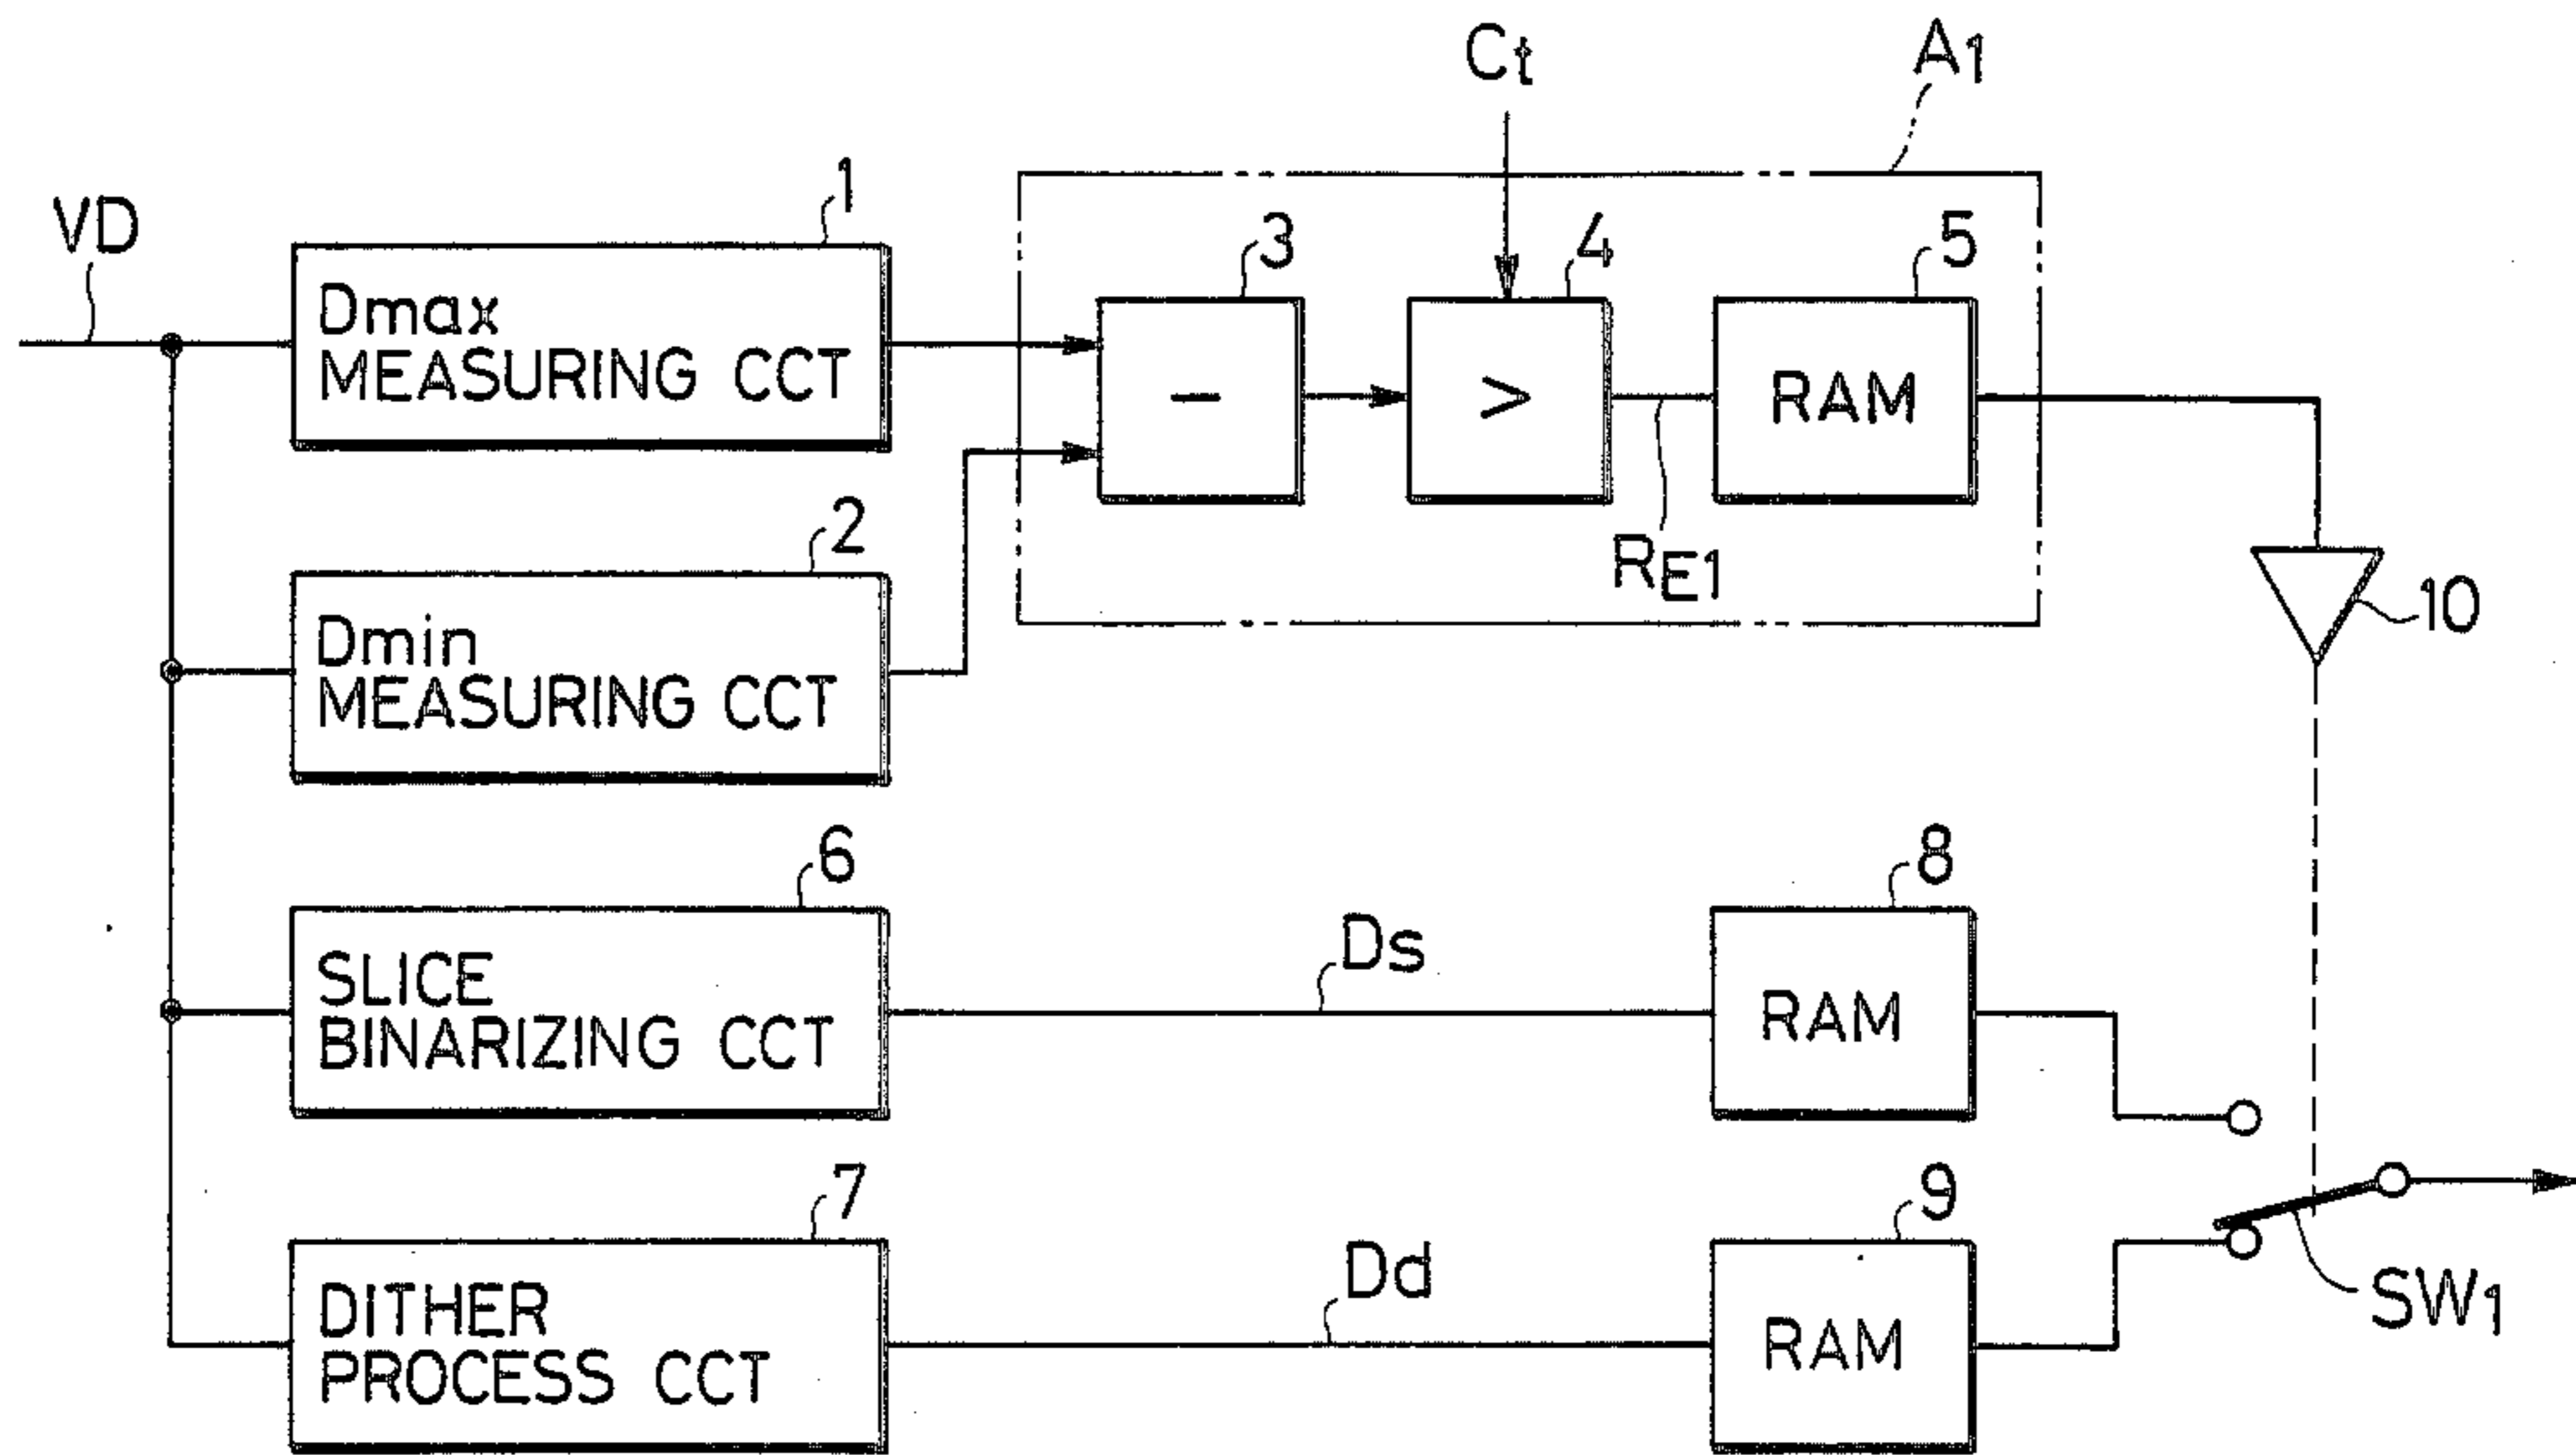 Ct
A1
VD
1
Dmax
MEASURING CCT
3
-
4
>
5
RAM
RE1
10
2
Dmin
MEASURING CCT
6
SLICE
BINARIZING CCT
Ds
8
RAM
7
DITHER
PROCESS CCT
Dd
9
RAM
SW1